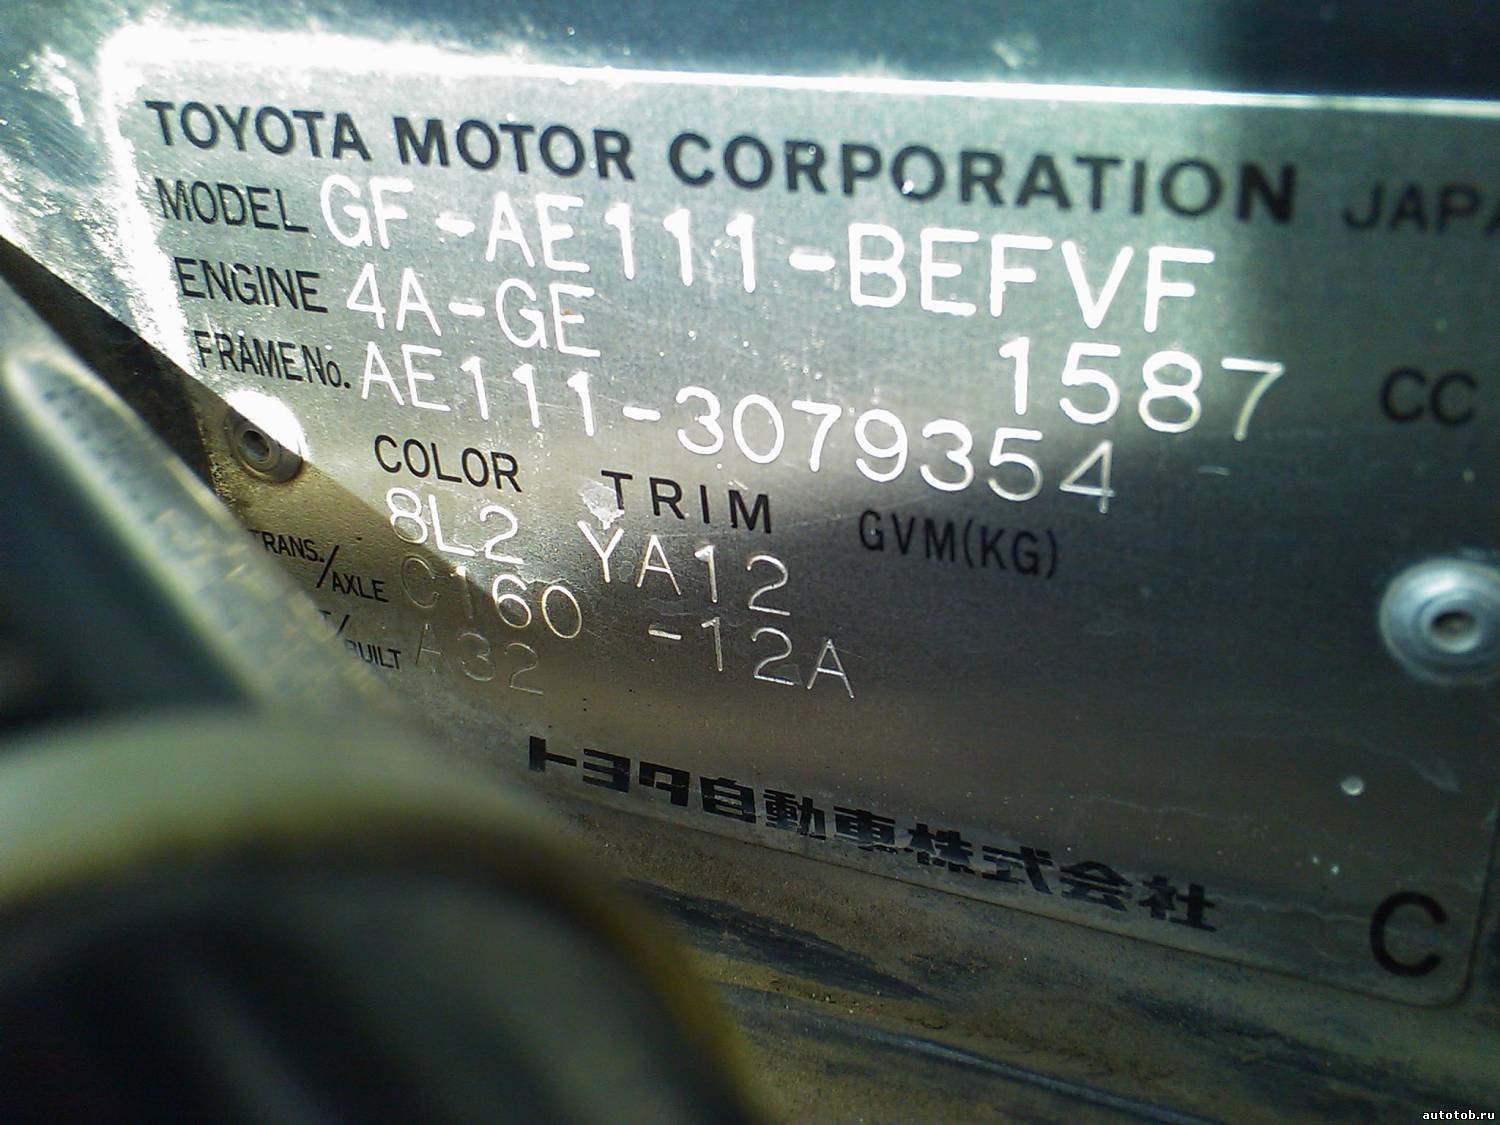 TOYOTA MOTOR CORPORATION JAPA
MODEL GF-AE111-BEFVF
ENGINE 4A-GE 1587 CC
FRAME No. AE111-3079354
COLOR TRIM GVM(KG)
8L2 YA12
TRANS./AXLE C160 -12A
/BUILT A32
トヨタ自動車株式会社
C
autotob.ru